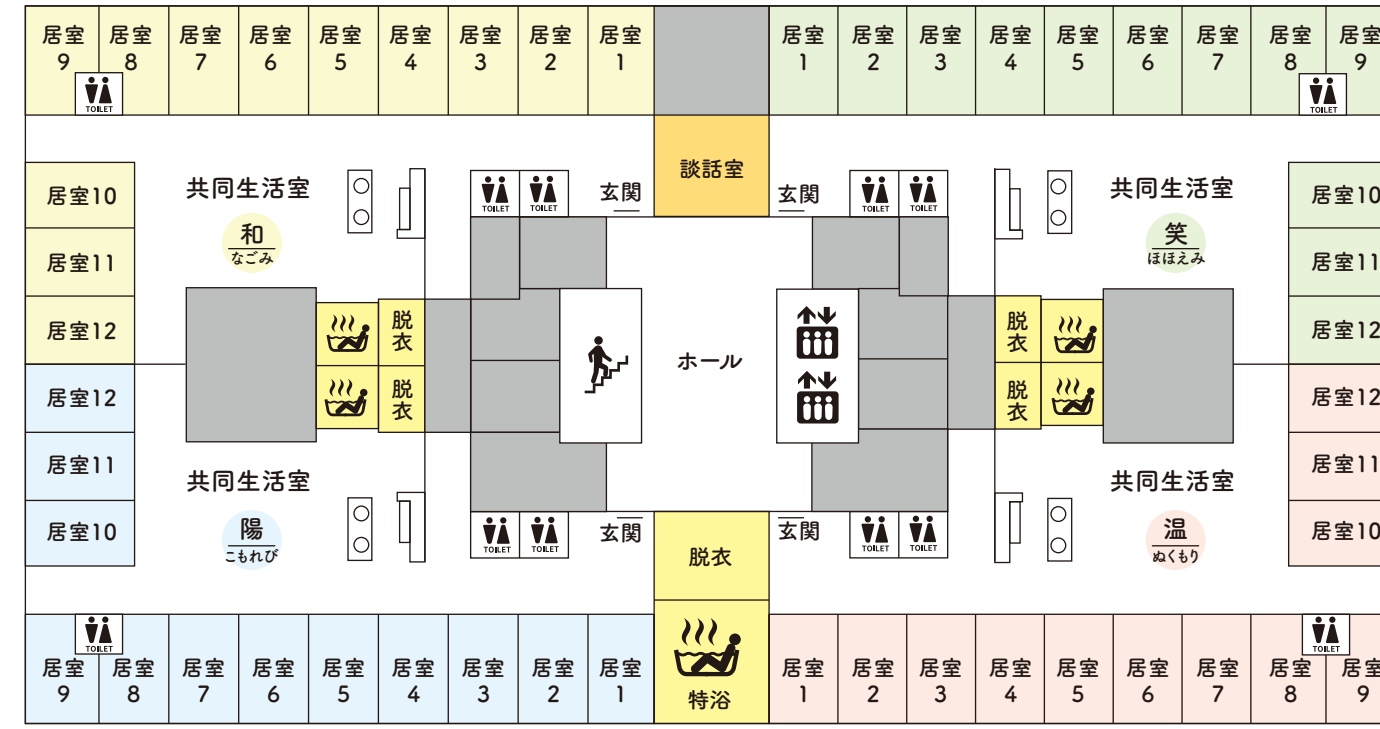 居室
9
居室
8
居室
7
居室
6
居室
5
居室
4
居室
3
居室
2
居室
1
居室
1
居室
2
居室
3
居室
4
居室
5
居室
6
居室
7
居室
8
居室
9
TOILET
TOILET
談話室
居室10
共同生活室
TOILET
TOILET
玄関
玄関
TOILET
TOILET
共同生活室
居室10
和
なごみ
笑
ほほえみ
居室11
居室11
居室12
脱
衣
ホール
脱
衣
居室12
居室12
脱
衣
脱
衣
居室12
居室11
共同生活室
共同生活室
居室11
居室10
陽
こもれび
TOILET
TOILET
玄関
玄関
TOILET
TOILET
温
ぬくもり
居室10
脱衣
TOILET
TOILET
居室
9
居室
8
居室
7
居室
6
居室
5
居室
4
居室
3
居室
2
居室
1
特浴
居室
1
居室
2
居室
3
居室
4
居室
5
居室
6
居室
7
居室
8
居室
9